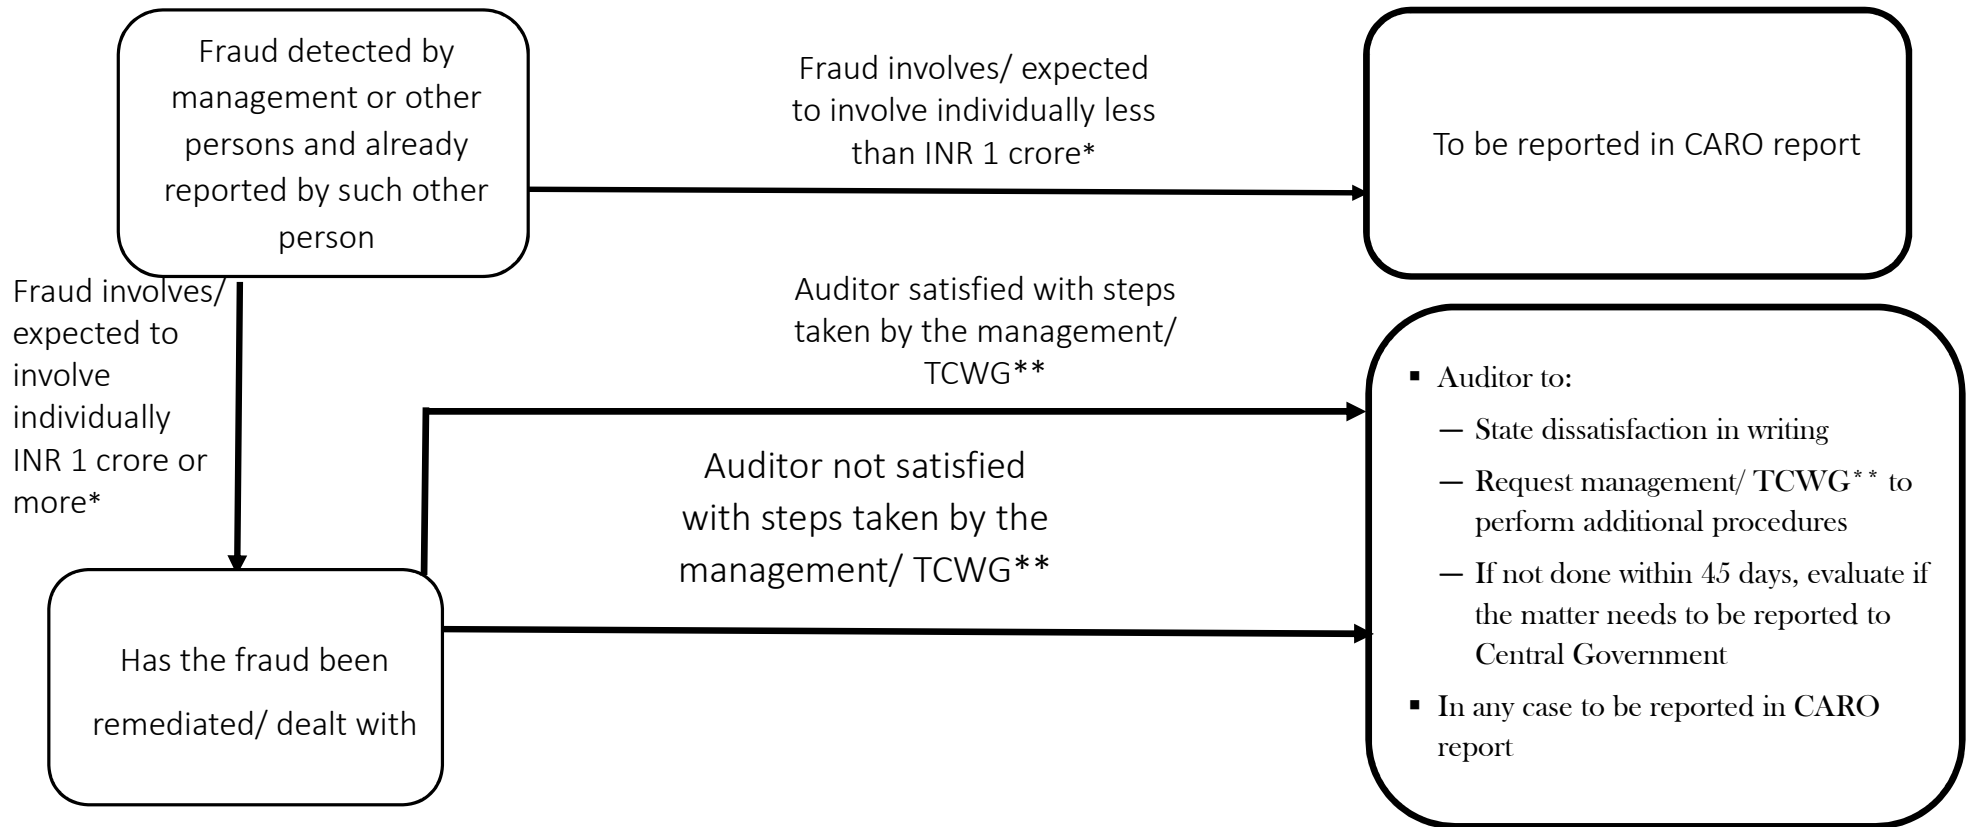 Fraud detected by
management or other
persons and already
reported by such other
person
Fraud involves/ expected
to involve individually less
than INR 1 crore*
To be reported in CARO report
Fraud involves/
expected to
involve
individually
INR 1 crore or
more*
Auditor satisfied with steps
taken by the management/
TCWG**
Auditor not satisfied
with steps taken by the
management/ TCWG**
Has the fraud been
remediated/ dealt with
▪ Auditor to:
— State dissatisfaction in writing
— Request management/ TCWG** to
perform additional procedures
— If not done within 45 days, evaluate if
the matter needs to be reported to
Central Government
▪ In any case to be reported in CARO
report